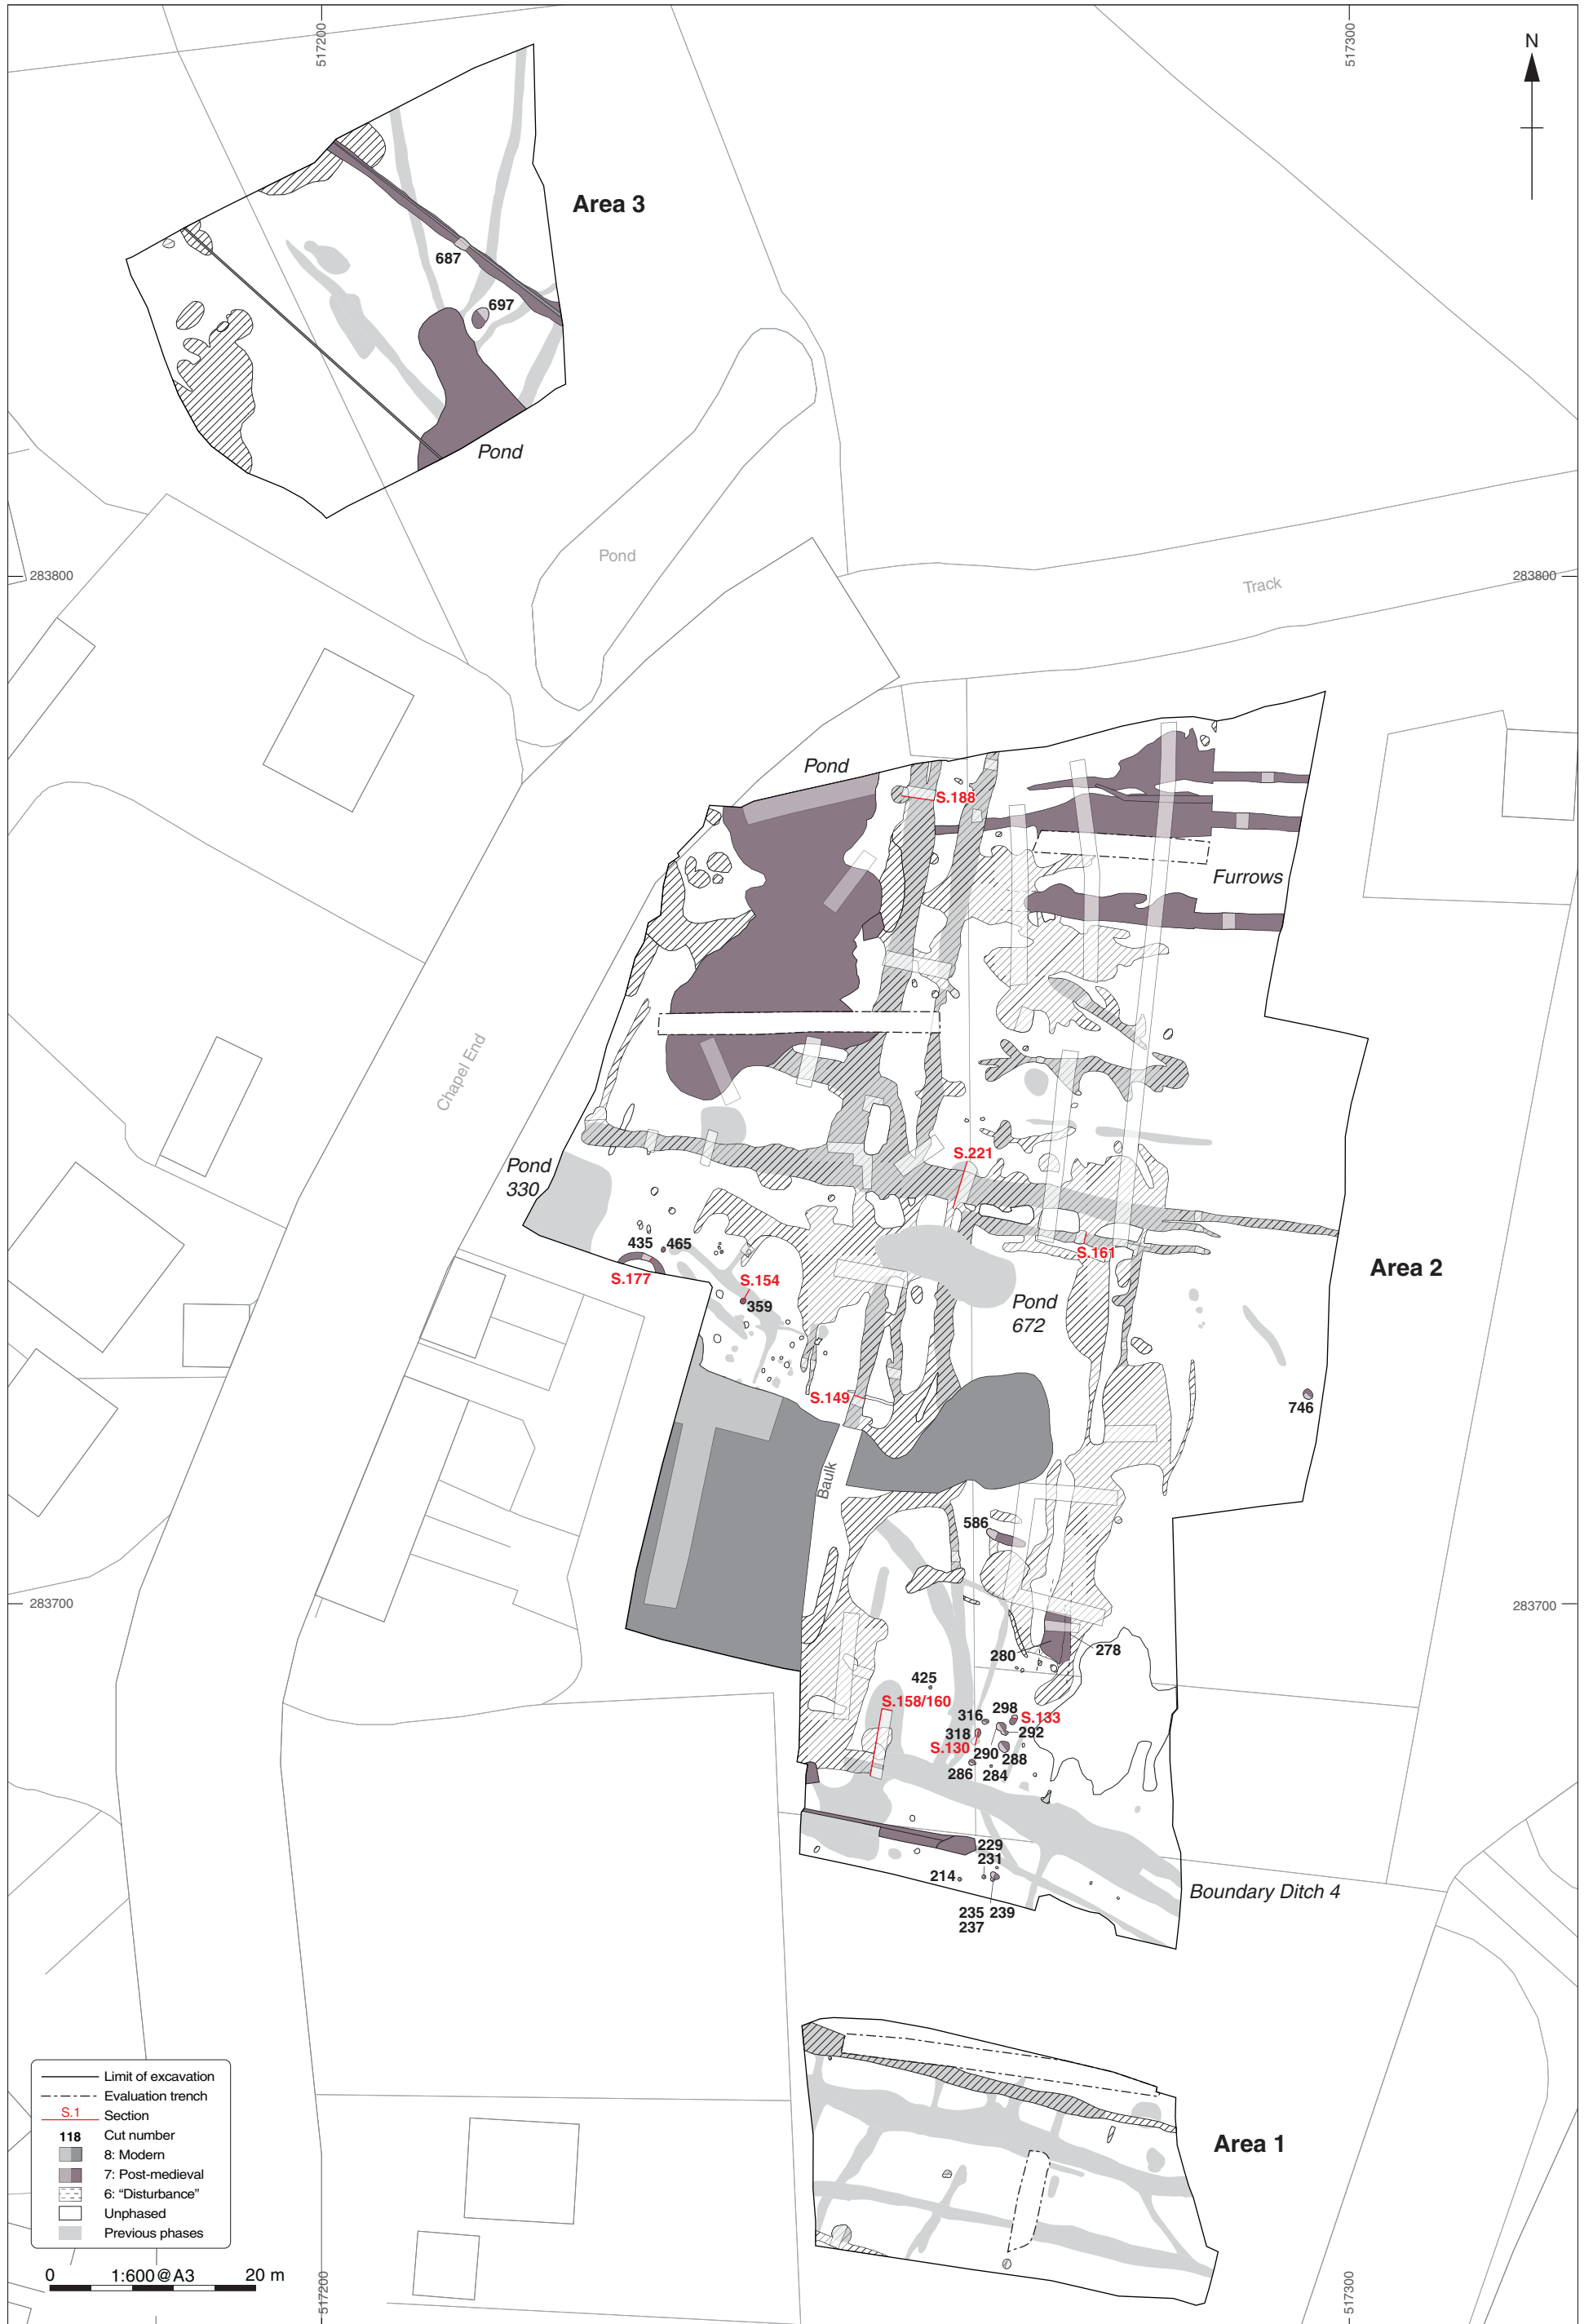 517200
517300
N
Area 3
687
697
Pond
Pond
283800
283800
Track
Pond
S.188
Furrows
Chapel End
S.221
Pond
330
435
465
S.161
S.177
S.154
359
Area 2
Pond
672
S.149
746
Baulk
586
283700
283700
280
278
425
S.158/160
316
298
S.133
318
292
S.130
290
288
286
284
229
231
214
Boundary Ditch 4
235
239
237
Area 1
Limit of excavation
Evaluation trench
S.1
Section
118
Cut number
8: Modern
7: Post-medieval
6: “Disturbance”
Unphased
Previous phases
0
1:600@A3
20 m
517200
517300